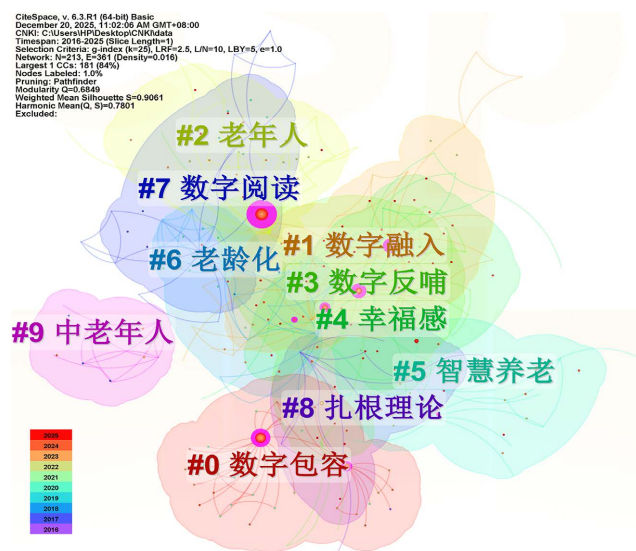 CiteSpace, v. 6.3.R1 (64-bit) Basic
December 20, 2025, 11:02:06 AM GMT+08:00
CNKI: C:\Users\HP\Desktop\CNKI\data
Timespan: 2016-2025 (Slice Length=1)
Selection Criteria: g-index (k=25), LRF=2.5, L/N=10, LBY=5, e=1.0
Network: N=213, E=361 (Density=0.016)
Largest 1 CCs: 181 (84%)
Nodes Labeled: 1.0%
Pruning: Pathfinder
Modularity Q=0.6849
Weighted Mean Silhouette S=0.9061
Harmonic Mean(Q, S)=0.7801
Excluded:
#2 老年人
#7 数字阅读
#1 数字融入
#6 老龄化
#3 数字反哺
#4 幸福感
#9 中老年人
#5 智慧养老
#8 扎根理论
#0 数字包容
2025
2024
2023
2022
2021
2020
2019
2018
2017
2016